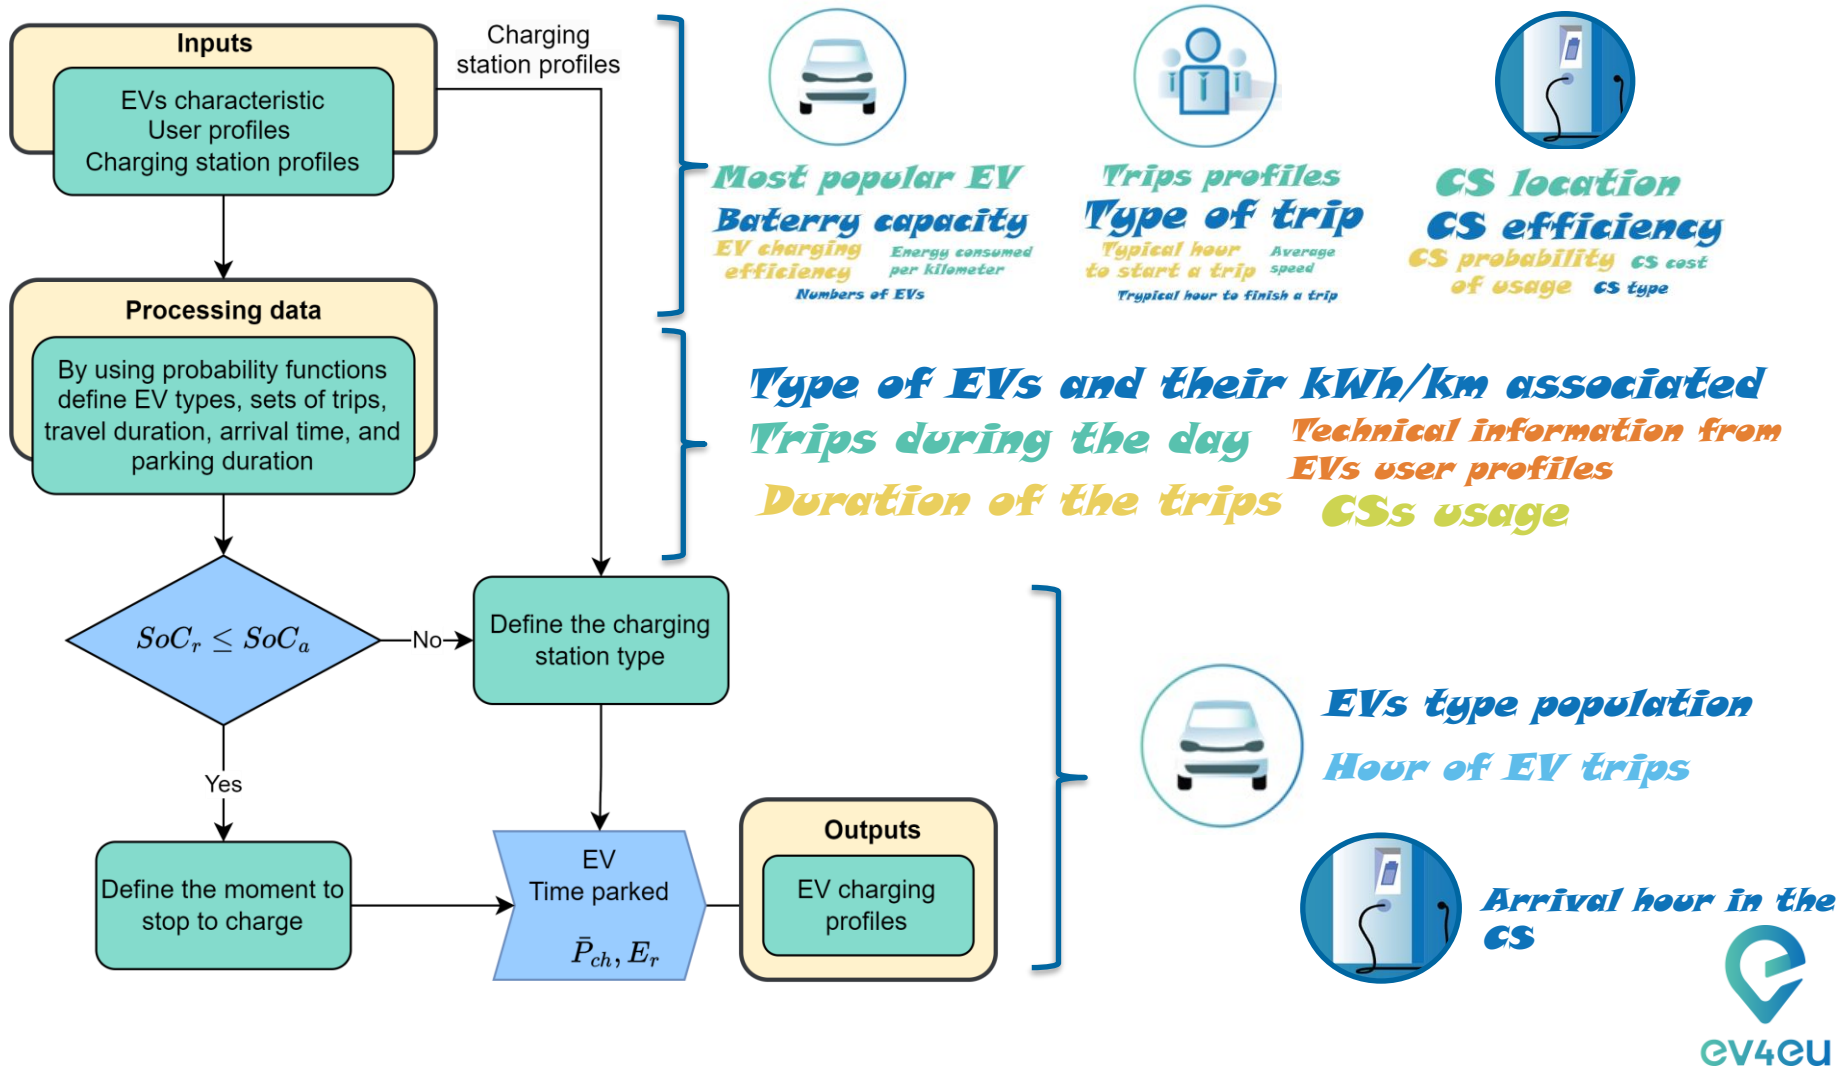 Inputs
EVs characteristic
User profiles
Charging station profiles
Charging
station profiles
Processing data
By using probability functions
define EV types, sets of trips,
travel duration, arrival time, and
parking duration
SoC_r ≤ SoC_a
No
Define the charging
station type
Yes
Define the moment to
stop to charge
EV
Time parked
P̄_ch, E_r
Outputs
EV charging
profiles
Most popular EV
Baterry capacity
EV charging
efficiency
Energy consumed
per kilometer
Numbers of EVs
Trips profiles
Type of trip
Typical hour
to start a trip
Average
speed
Trypical hour to finish a trip
CS location
CS efficiency
CS probability
of usage
CS cost
CS type
Type of EVs and their kWh/km associated
Trips during the day
Technical information from
EVs user profiles
Duration of the trips
CSs usage
EVs type population
Hour of EV trips
Arrival hour in the
CS
ev4eu